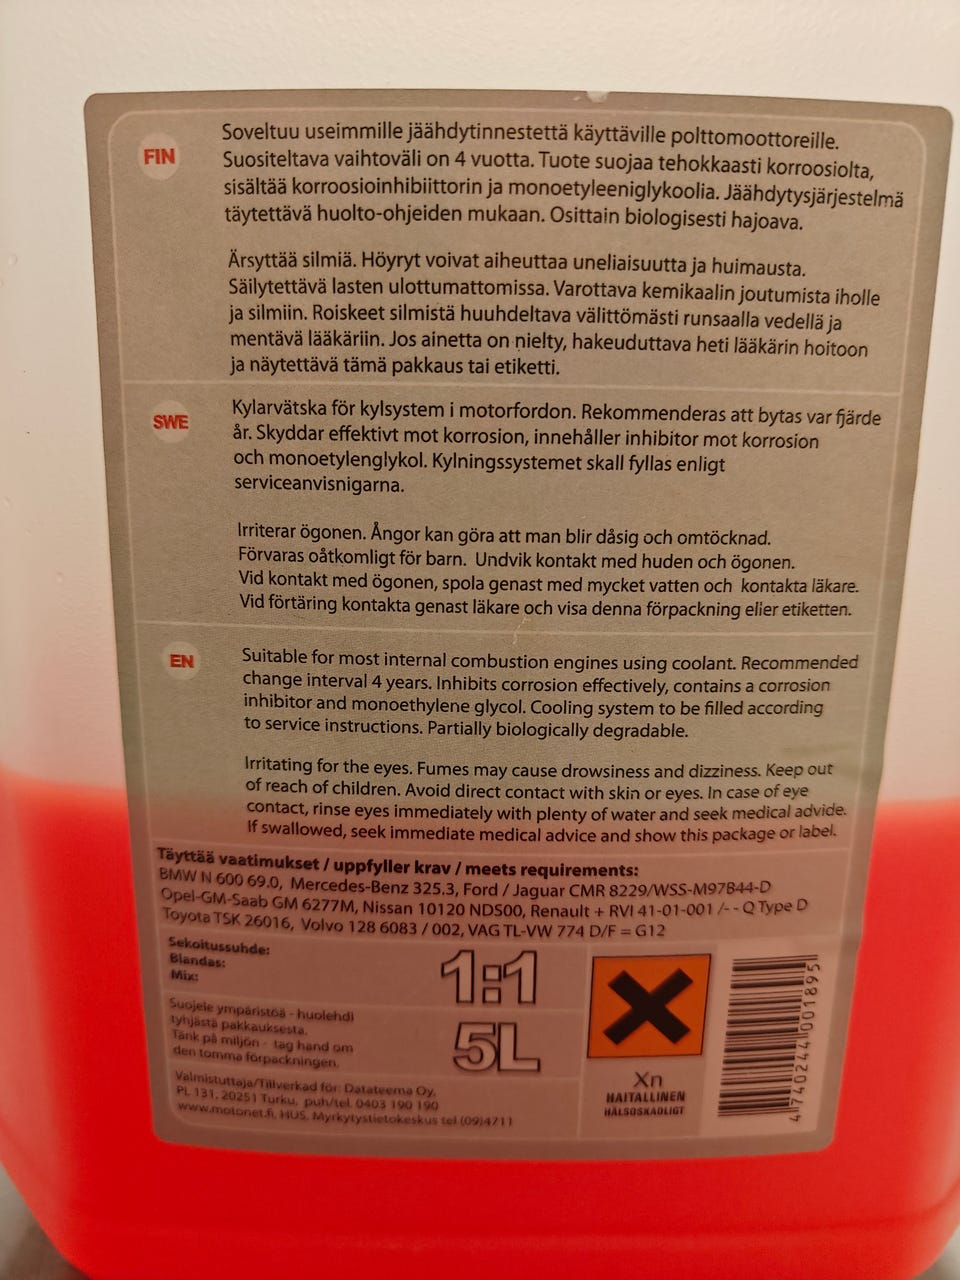 FIN
Soveltuu useimmille jäähdytinnestettä käyttäville polttomoottoreille.
Suositeltava vaihtoväli on 4 vuotta. Tuote suojaa tehokkaasti korroosiolta,
sisältää korroosioinhibiittorin ja monoetyleeniglykoolia. Jäähdytysjärjestelmä
täytettävä huolto-ohjeiden mukaan. Osittain biologisesti hajoava.
Ärsyttää silmiä. Höyryt voivat aiheuttaa uneliaisuutta ja huimausta.
Säilytettävä lasten ulottumattomissa. Varottava kemikaalin joutumista iholle
ja silmiin. Roiskeet silmistä huuhdeltava välittömästi runsaalla vedellä ja
mentävä lääkäriin. Jos ainetta on nielty, hakeuduttava heti lääkärin hoitoon
ja näytettävä tämä pakkaus tai etiketti.
SWE
Kylarvätska för kylsystem i motorfordon. Rekommenderas att bytas var fjärde
år. Skyddar effektivt mot korrosion, innehåller inhibitor mot korrosion
och monoetylenglykol. Kylningssystemet skall fyllas enligt
serviceanvisnigarna.
Irriterar ögonen. Ångor kan göra att man blir dåsig och omtöcknad.
Förvaras oåtkomligt för barn. Undvik kontakt med huden och ögonen.
Vid kontakt med ögonen, spola genast med mycket vatten och kontakta läkare.
Vid förtäring kontakta genast läkare och visa denna förpackning elier etiketten.
EN
Suitable for most internal combustion engines using coolant. Recommended
change interval 4 years. Inhibits corrosion effectively, contains a corrosion
inhibitor and monoethylene glycol. Cooling system to be filled according
to service instructions. Partially biologically degradable.
Irritating for the eyes. Fumes may cause drowsiness and dizziness. Keep out
of reach of children. Avoid direct contact with skin or eyes. In case of eye
contact, rinse eyes immediately with plenty of water and seek medical advide.
If swallowed, seek immediate medical advice and show this package or label.
Täyttää vaatimukset / uppfyller krav / meets requirements:
BMW N 600 69.0, Mercedes-Benz 325.3, Ford / Jaguar CMR 8229/WSS-M97B44-D
Opel-GM-Saab GM 6277M, Nissan 10120 NDS00, Renault + RVI 41-01-001 /- - Q Type D
Toyota TSK 26016, Volvo 128 6083 / 002, VAG TL-VW 774 D/F = G12
Sekoitussuhde:
Blandas:
Mix:
1:1
Suojele ympäristöä - huolehdi
tyhjästä pakkauksesta.
Tänk på miljön - tag hand om
den tomma förpackningen.
5L
Valmistuttaja/Tillverkad för: Datateema Oy,
PL 131, 20251 Turku, puh/tel. 0403 190 190
www.motonet.fi, HUS, Myrkytystietokeskus tel (09)4711
Xn
HAITALLINEN
HÄLSOSKADLIGT
4740244001895